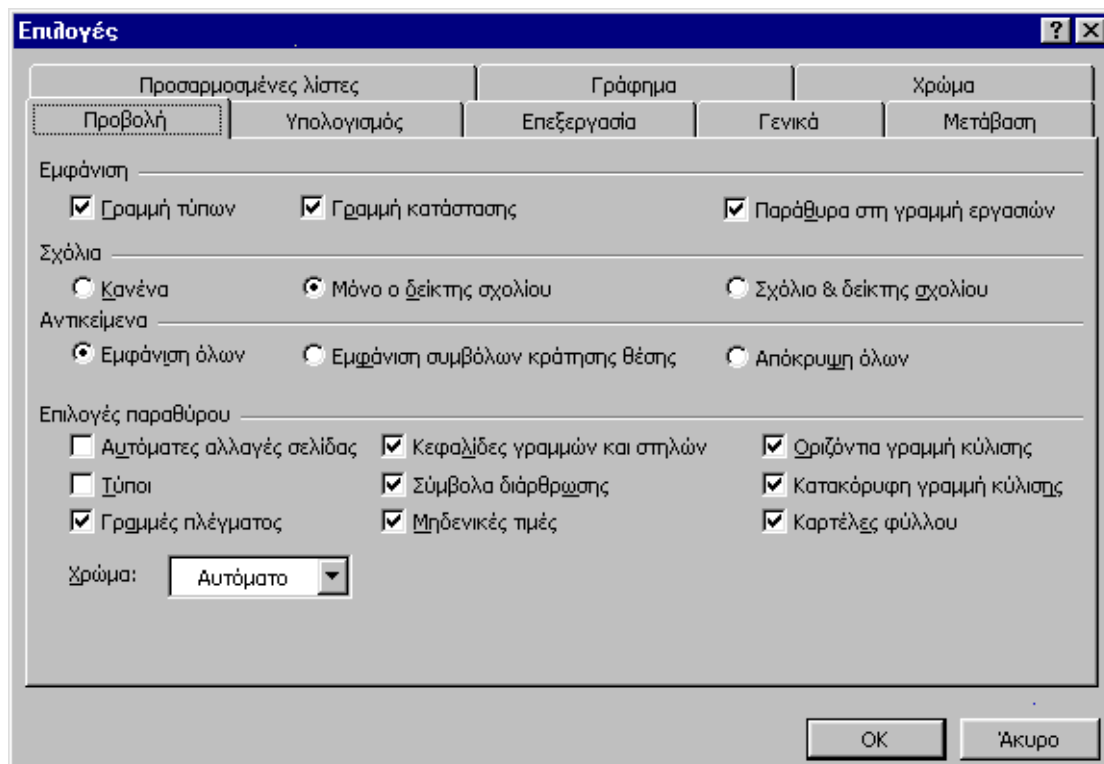 Επιλογές
Προσαρμοσμένες λίστες Γράφημα Χρώμα
Προβολή Υπολογισμός Επεξεργασία Γενικά Μετάβαση
Εμφάνιση
Γραμμή τύπων Γραμμή κατάστασης Παράθυρα στη γραμμή εργασιών
Σχόλια
Κανένα Μόνο ο δείκτης σχολίου Σχόλιο & δείκτης σχολίου
Αντικείμενα
Εμφάνιση όλων Εμφάνιση συμβόλων κράτησης θέσης Απόκρυψη όλων
Επιλογές παραθύρου
Αυτόματες αλλαγές σελίδας Κεφαλίδες γραμμών και στηλών Οριζόντια γραμμή κύλισης
Τύποι Σύμβολα διάρθρωσης Κατακόρυφη γραμμή κύλισης
Γραμμές πλέγματος Μηδενικές τιμές Καρτέλες φύλλου
Χρώμα: Αυτόματο
OK Άκυρο